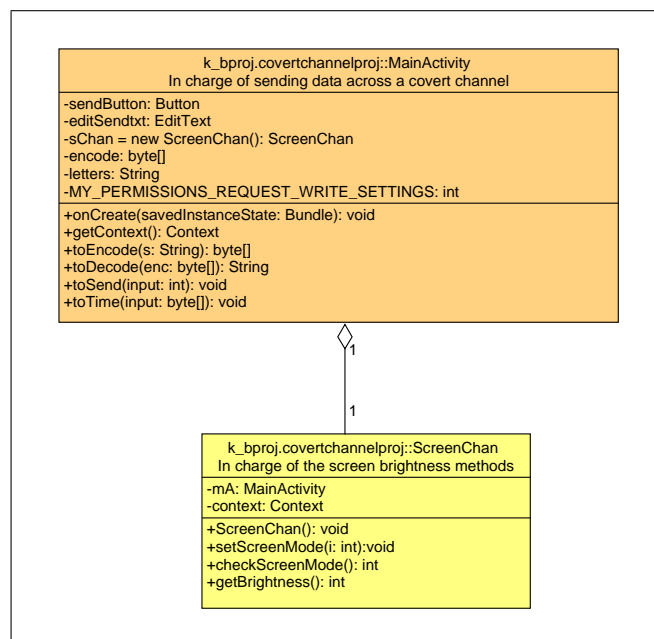 k_bproj.covertchannelproj::MainActivity
In charge of sending data across a covert channel
-sendButton: Button
-editSendtxt: EditText
-sChan = new ScreenChan(): ScreenChan
-encode: byte[]
-letters: String
-MY_PERMISSIONS_REQUEST_WRITE_SETTINGS: int
+onCreate(savedInstanceState: Bundle): void
+getContext(): Context
+toEncode(s: String): byte[]
+toDecode(enc: byte[]): String
+toSend(input: int): void
+toTime(input: byte[]): void
1
1
k_bproj.covertchannelproj::ScreenChan
In charge of the screen brightness methods
-mA: MainActivity
-context: Context
+ScreenChan(): void
+setScreenMode(i: int):void
+checkScreenMode(): int
+getBrightness(): int